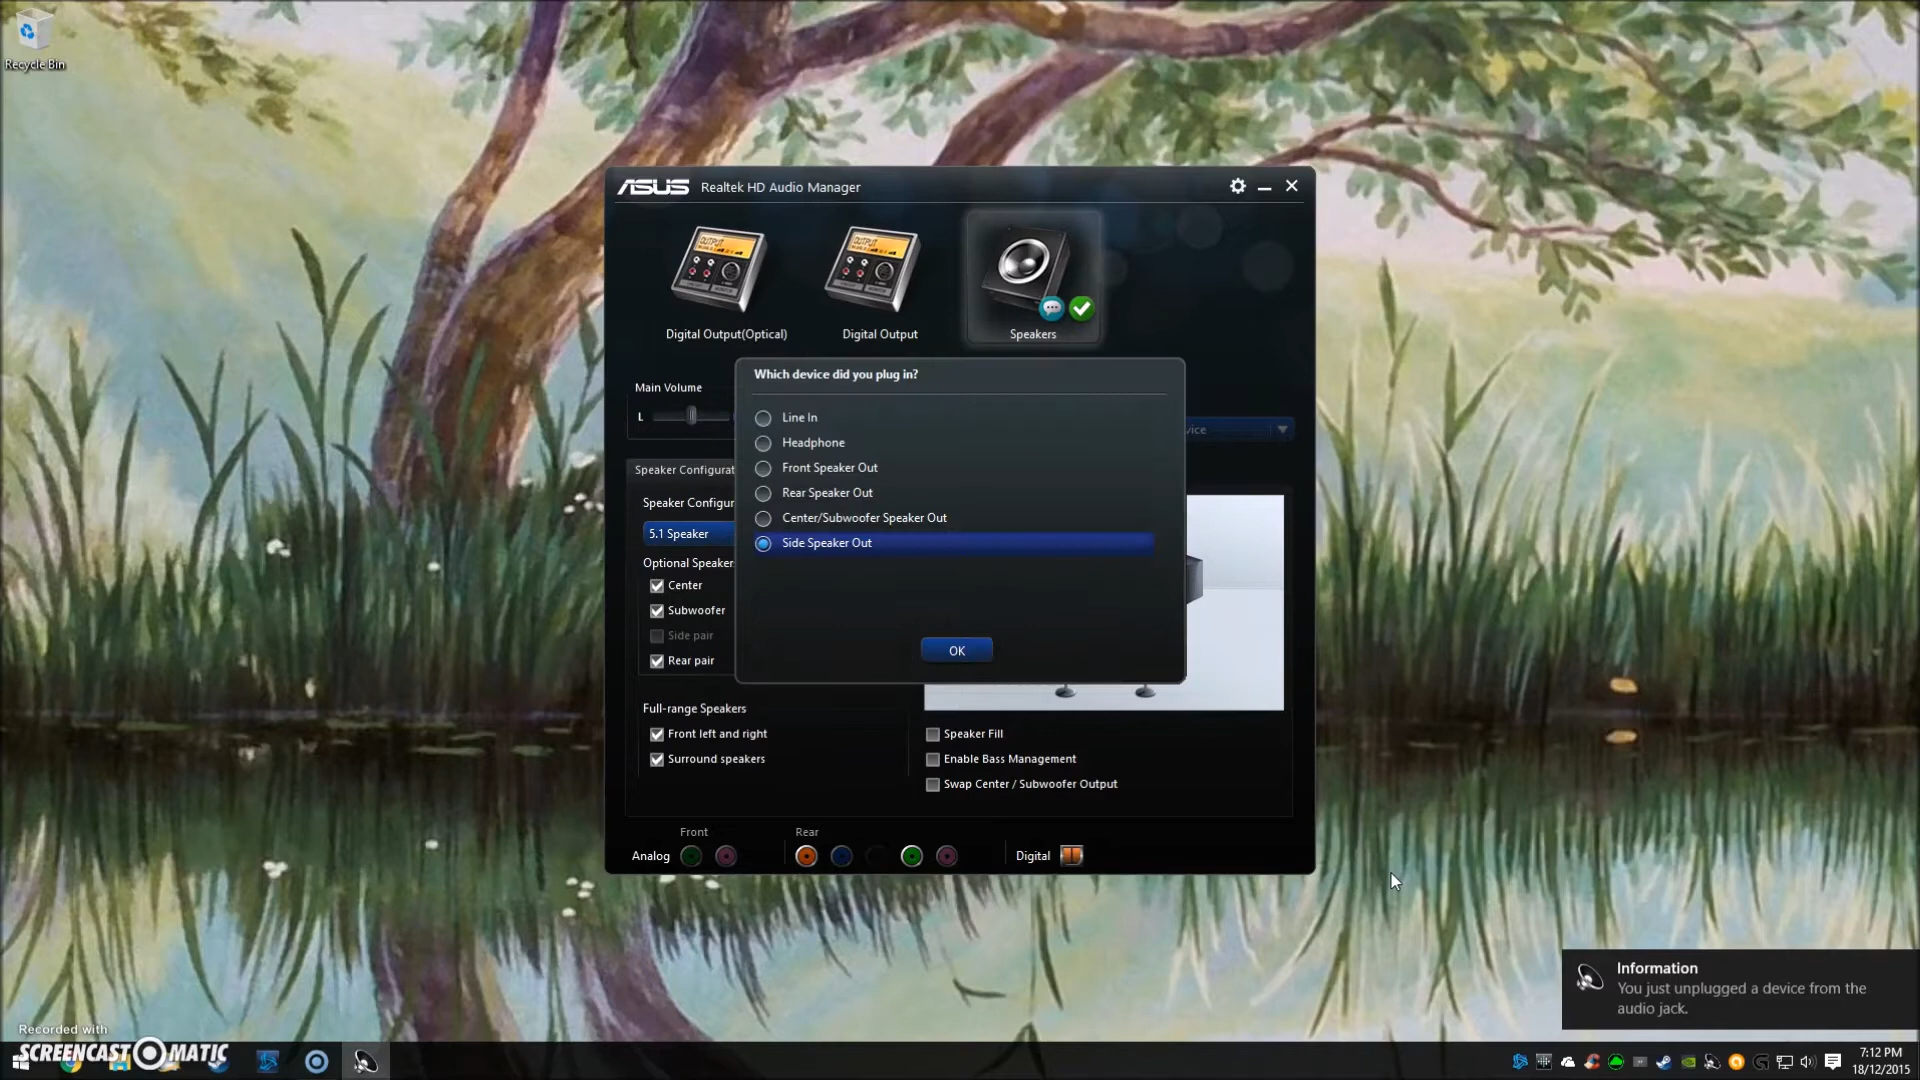 Recycle Bin
ASUS Realtek HD Audio Manager
OUTPUT
OUTPUT
Digital Output(Optical)
Digital Output
Speakers
Which device did you plug in?
Main Volume
L
Line In
Headphone
Front Speaker Out
Rear Speaker Out
Center/Subwoofer Speaker Out
Side Speaker Out
OK
vice
Speaker Configurat
Speaker Configur
5.1 Speaker
Optional Speaker
Center
Subwoofer
Side pair
Rear pair
Full-range Speakers
Front left and right
Surround speakers
Speaker Fill
Enable Bass Management
Swap Center / Subwoofer Output
Front
Rear
Analog
Digital
Information
You just unplugged a device from the
audio jack.
Recorded with
SCREENCAST MATIC
7:12 PM
18/12/2015